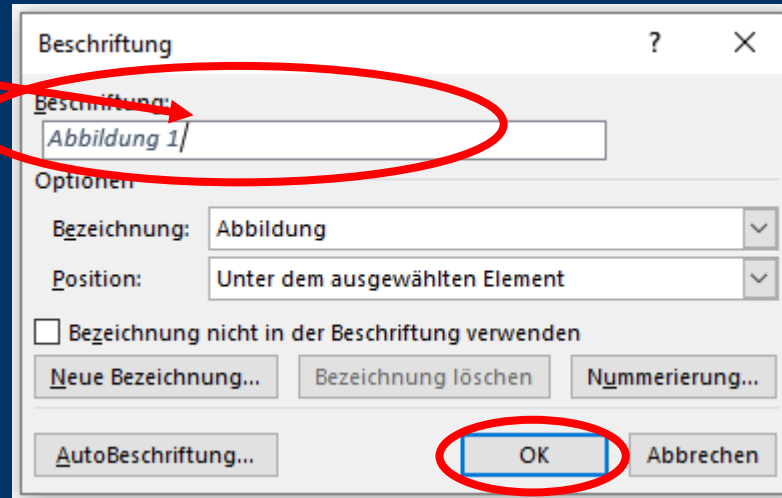 Beschriftung ?
Beschriftung:
Abbildung 1
Optionen
Bezeichnung: Abbildung
Position: Unter dem ausgewählten Element
Bezeichnung nicht in der Beschriftung verwenden
Neue Bezeichnung... Bezeichnung löschen Nummerierung...
AutoBeschriftung... OK Abbrechen